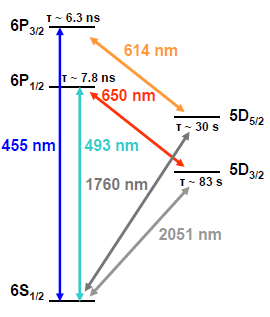 6P3/2 τ ~ 6.3 ns
614 nm
6P1/2 τ ~ 7.8 ns
650 nm
5D5/2
τ ~ 30 s
455 nm 493 nm
1760 nm
5D3/2
τ ~ 83 s
2051 nm
6S1/2